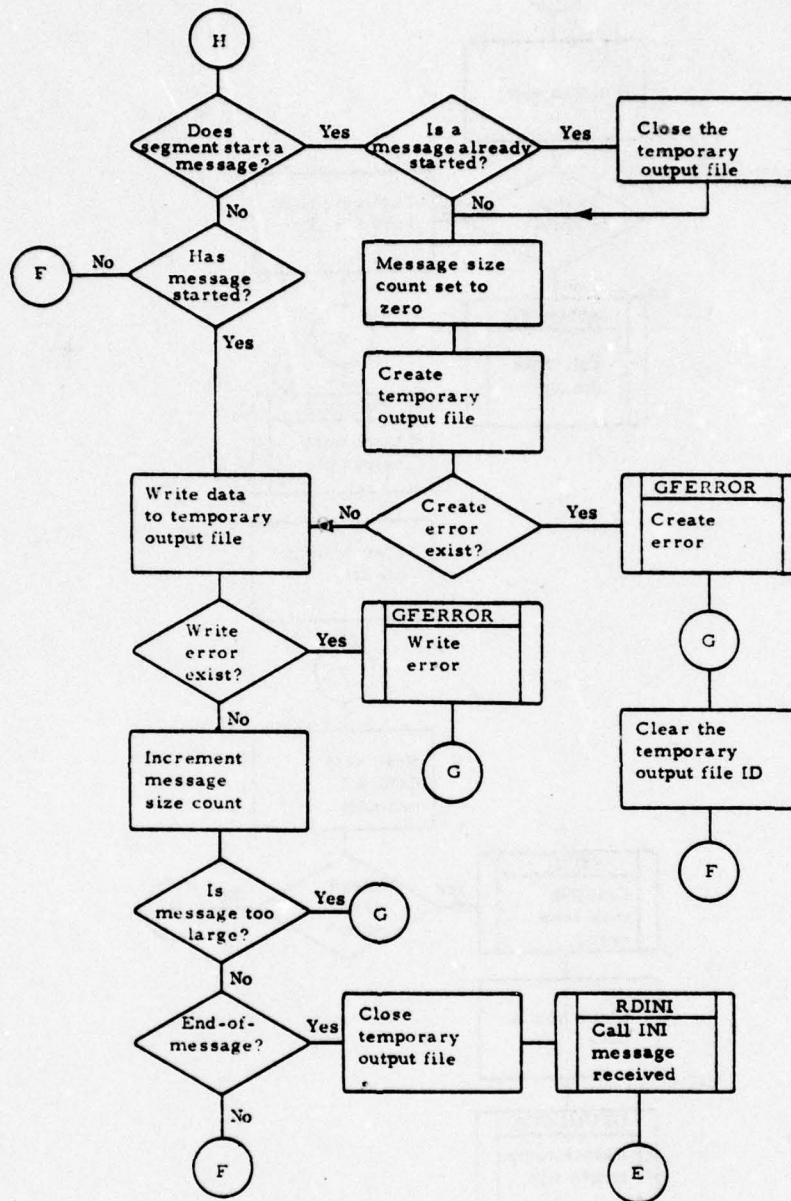 H
Does
segment start a
message?
Yes
Is a
message already
started?
Yes
Close the
temporary
output file
No
No
F
No
Has
message
started?
Message size
count set to
zero
Yes
Create
temporary
output file
Write data
to temporary
output file
No
Create
error
exist?
Yes
GFERROR
Create
error
Write
error
exist?
Yes
GFERROR
Write
error
G
No
G
Clear the
temporary
output file ID
Increment
message
size count
F
Is
message too
large?
Yes
G
No
End-of-
message?
Yes
Close
temporary
output file
RDINI
Call INI
message
received
No
F
E